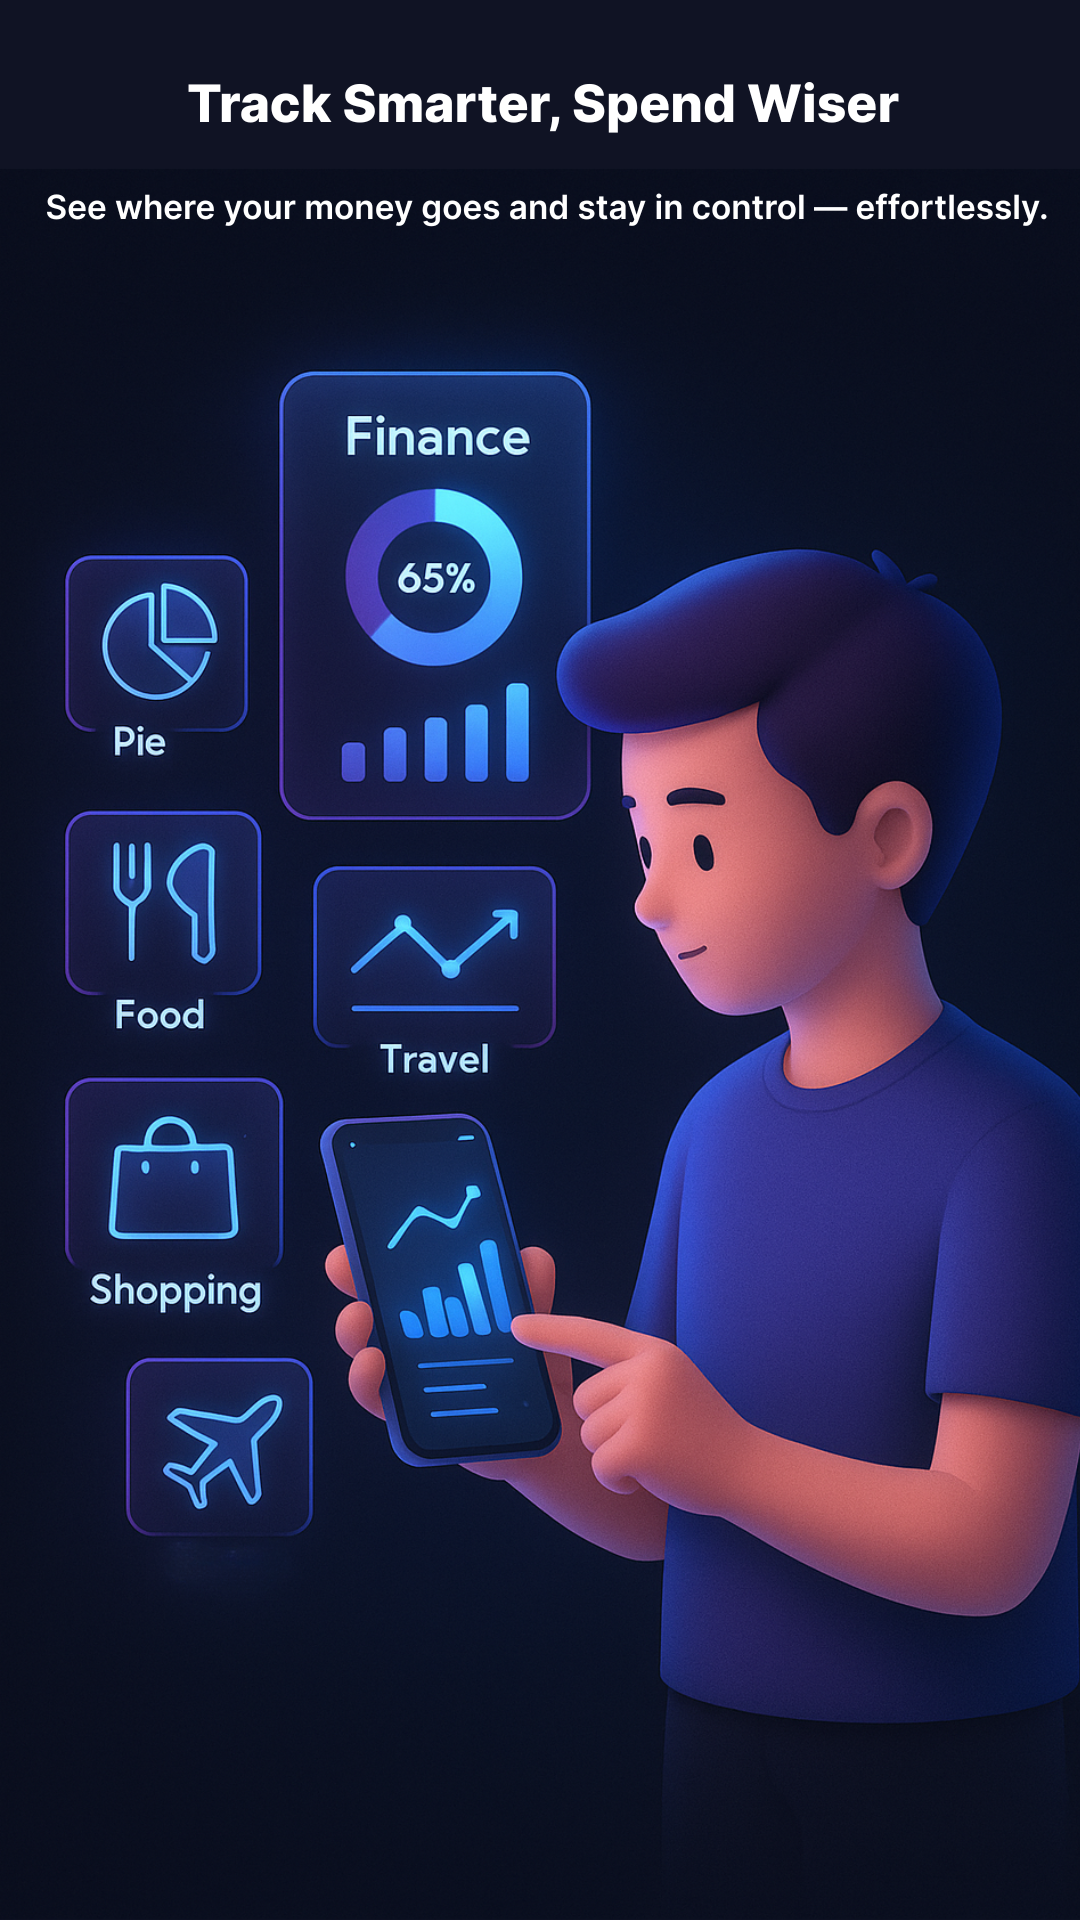 Track Smarter, Spend Wiser
See where your money goes and stay in control — effortlessly.
Finance
65%
Pie
Food
Travel
Shopping